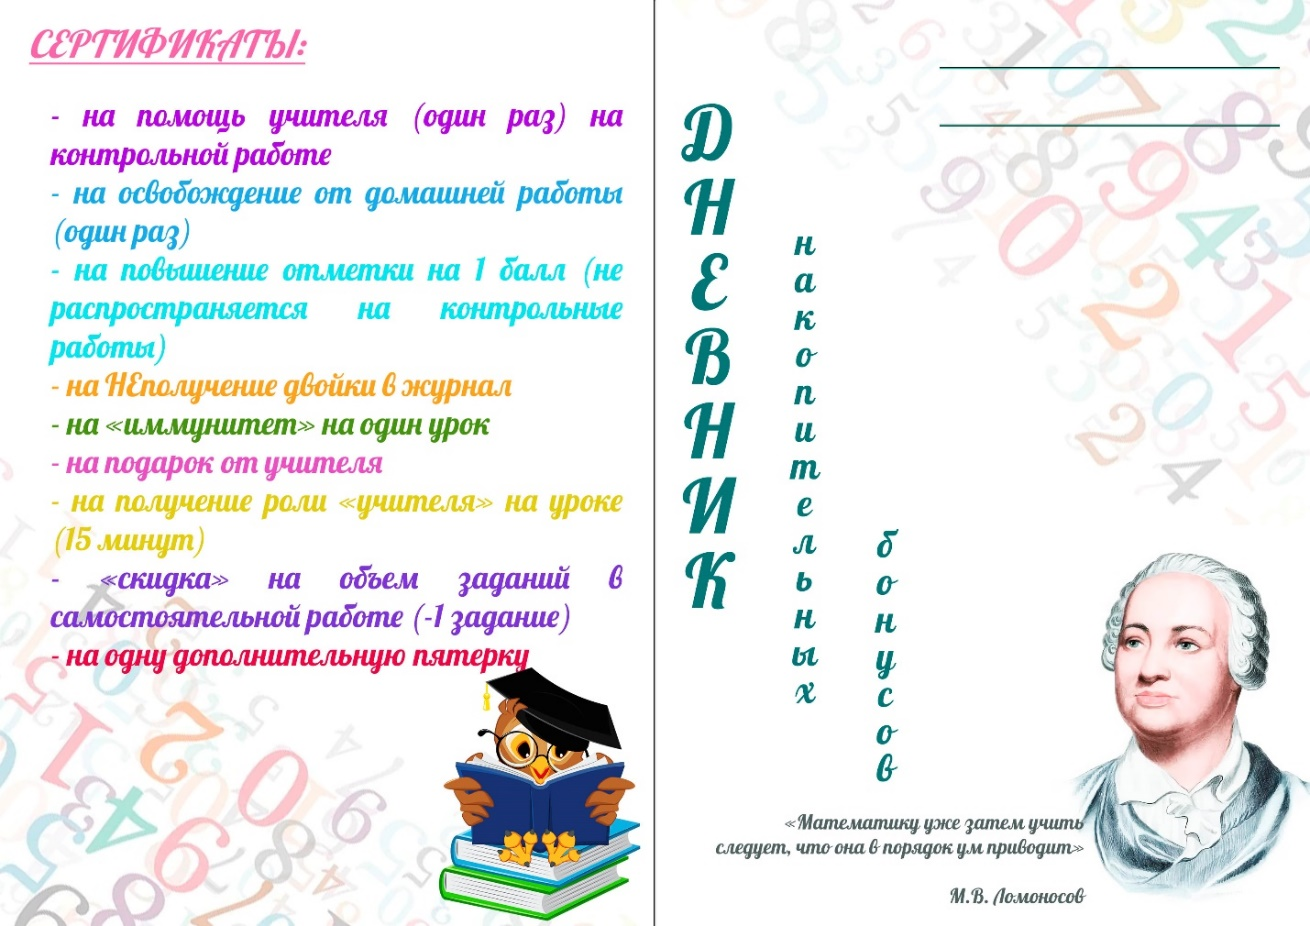 СЕРТИФИКАТЫ:
- на помощь учителя (один раз) на
контрольной работе
- на освобождение от домашней работы
(один раз)
- на повышение отметки на 1 балл (не
распространяется на контрольные
работы)
- на НЕполучение двойки в журнал
- на «иммунитет» на один урок
- на подарок от учителя
- на получение роли «учителя» на уроке
(15 минут)
- «скидка» на объем заданий в
самостоятельной работе (-1 задание)
- на одну дополнительную пятерку
ДНЕВНИК
накопительных
бонусов
«Математику уже затем учить
следует, что она в порядок ум приводит»
М.В. Ломоносов